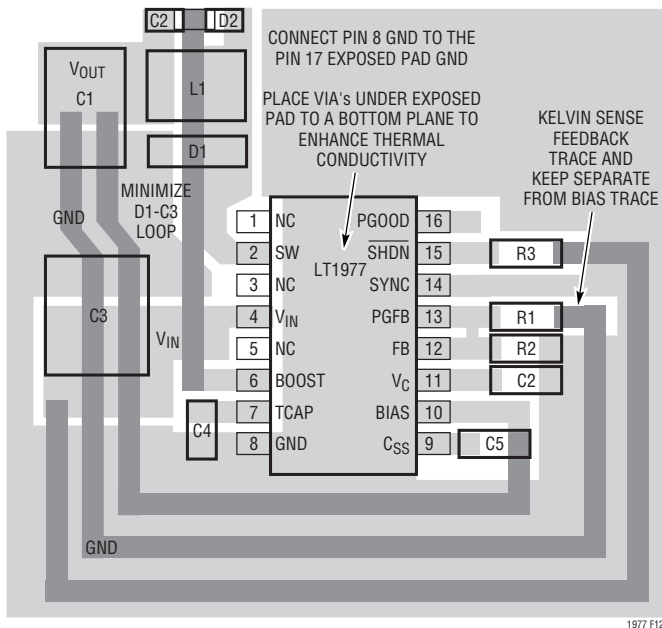 C2
D2
CONNECT PIN 8 GND TO THE
PIN 17 EXPOSED PAD GND
PLACE VIA's UNDER EXPOSED
PAD TO A BOTTOM PLANE TO
ENHANCE THERMAL
CONDUCTIVITY
KELVIN SENSE
FEEDBACK
TRACE AND
KEEP SEPARATE
FROM BIAS TRACE
VOUT
C1
L1
D1
MINIMIZE
D1-C3
LOOP
GND
C3
VIN
LT1977
1 NC
2 SW
3 NC
4 VIN
5 NC
6 BOOST
7 TCAP
8 GND
PGOOD 16
SHDN 15
SYNC 14
PGFB 13
FB 12
VC 11
BIAS 10
CSS 9
R3
R1
R2
C2
C5
C4
GND
1977 F12